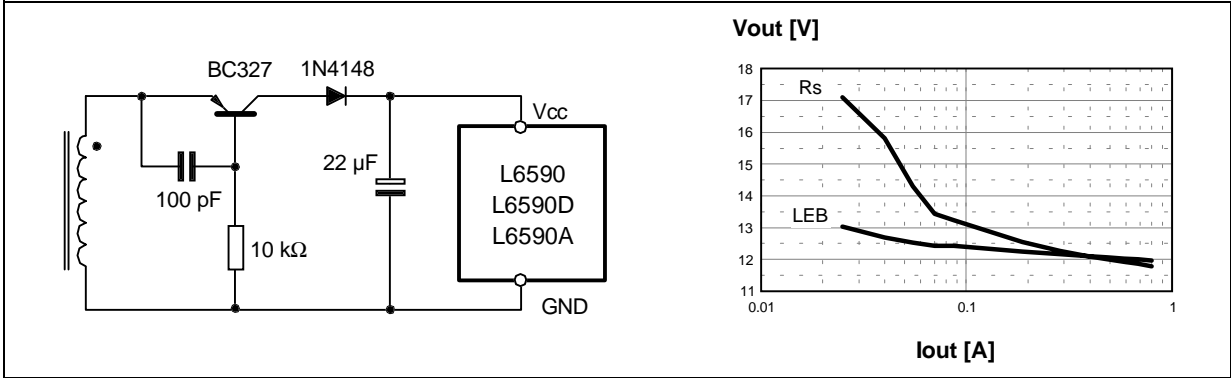 BC327
1N4148
Vcc
22 µF
100 pF
10 kΩ
L6590
L6590D
L6590A
GND
Vout [V]
18
17
16
15
14
13
12
11
Rs
LEB
0.01
0.1
1
Iout [A]